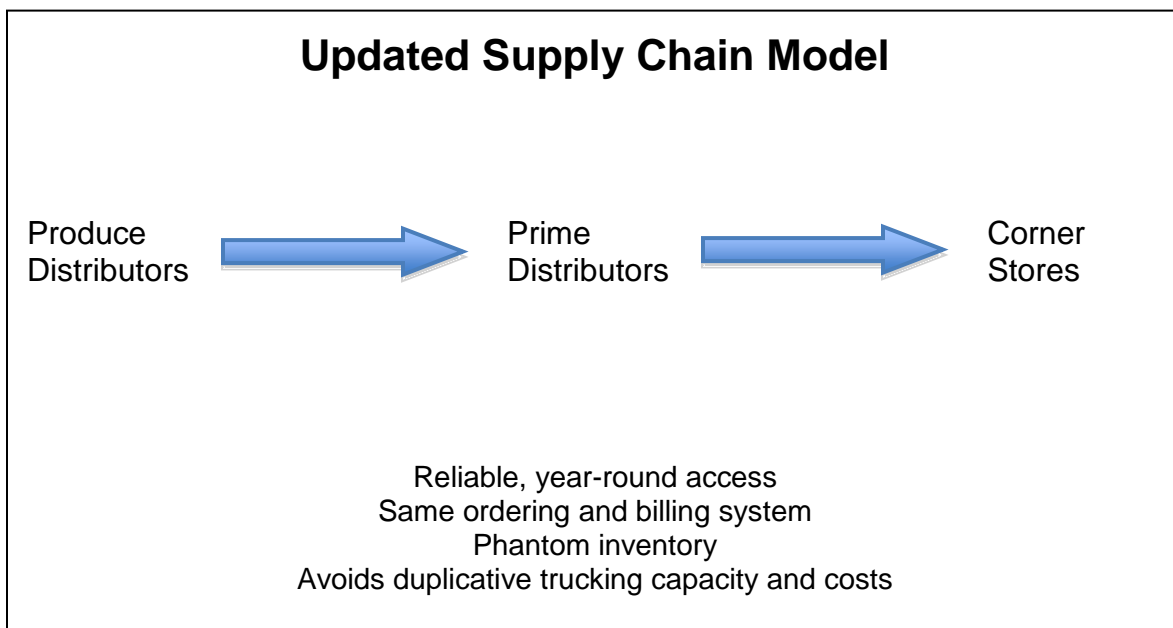 Updated Supply Chain Model
Produce
Distributors
Prime
Distributors
Corner
Stores
Reliable, year-round access
Same ordering and billing system
Phantom inventory
Avoids duplicative trucking capacity and costs